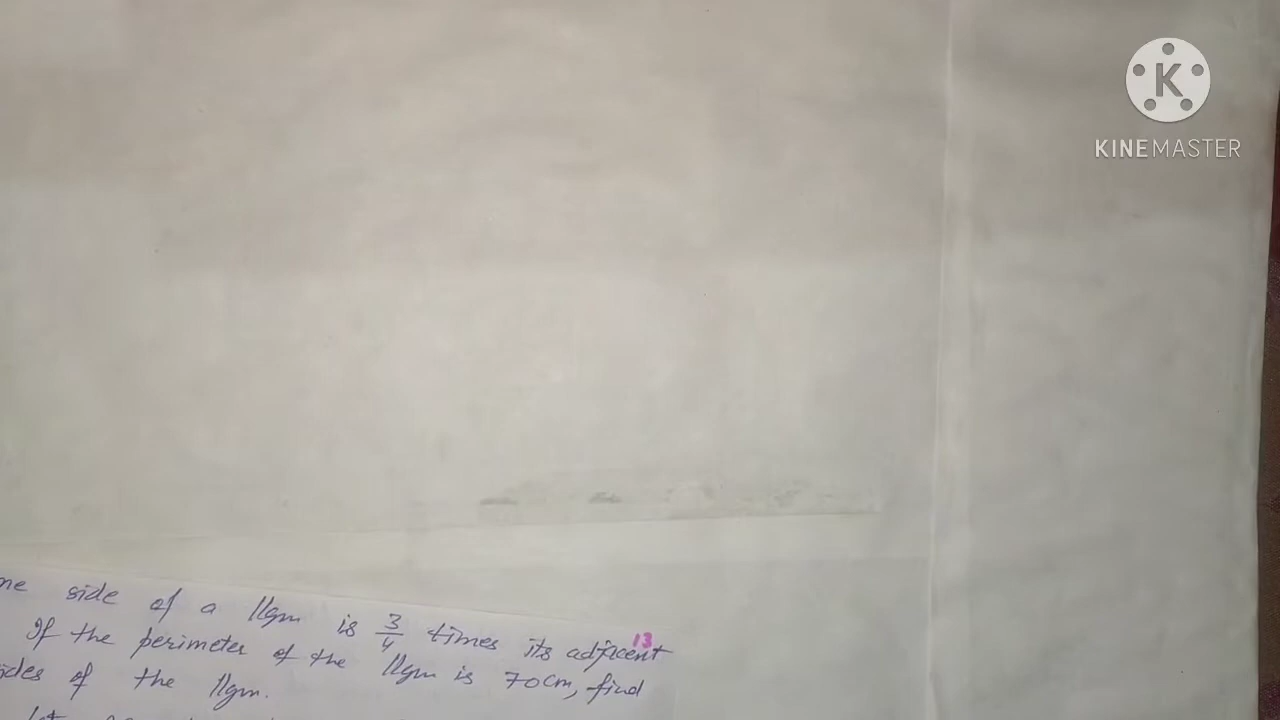 K
KINEMASTER
13
side of a llgm is 3/4 times its adjacent
If the perimeter of the llgm is 70cm, find
of the llgm.